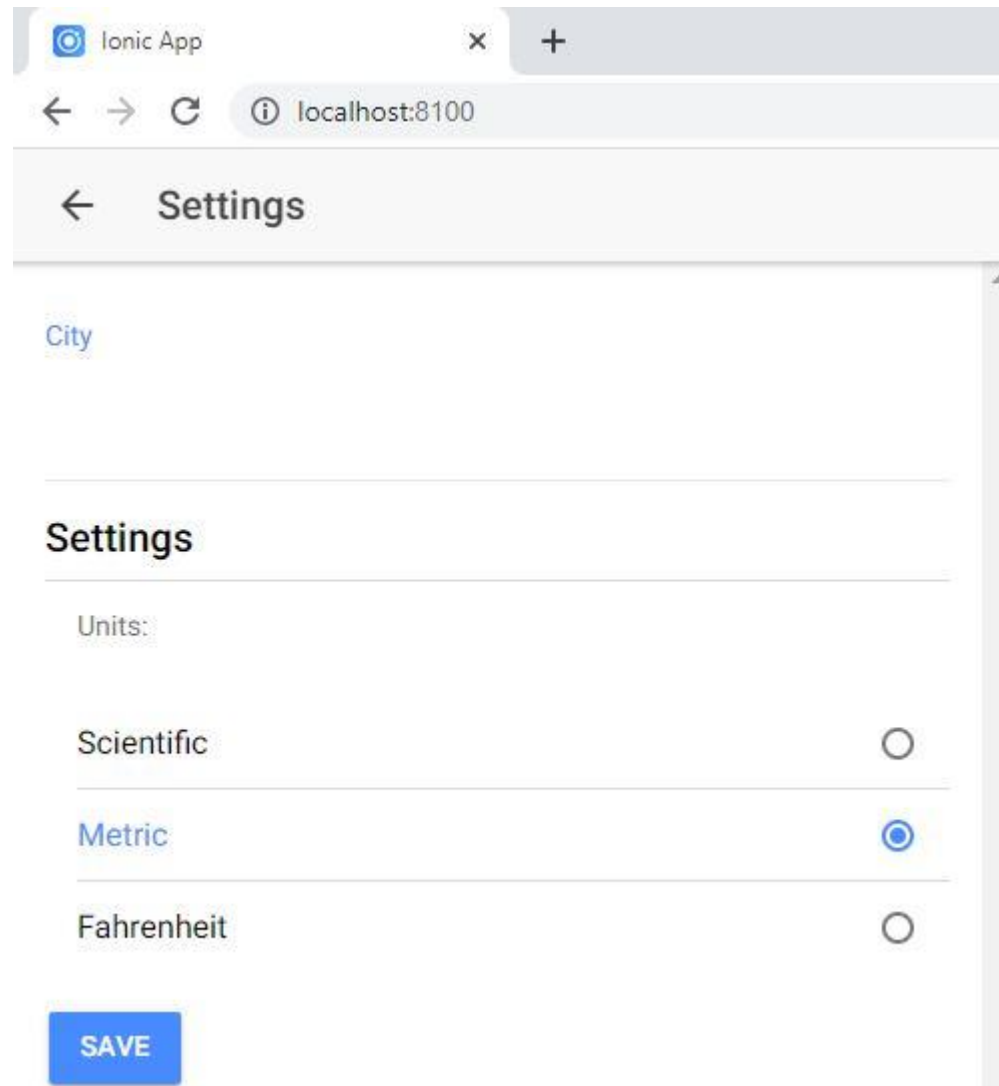 Ionic App
localhost:8100
Settings
City
Settings
Units:
Scientific
Metric
Fahrenheit
SAVE